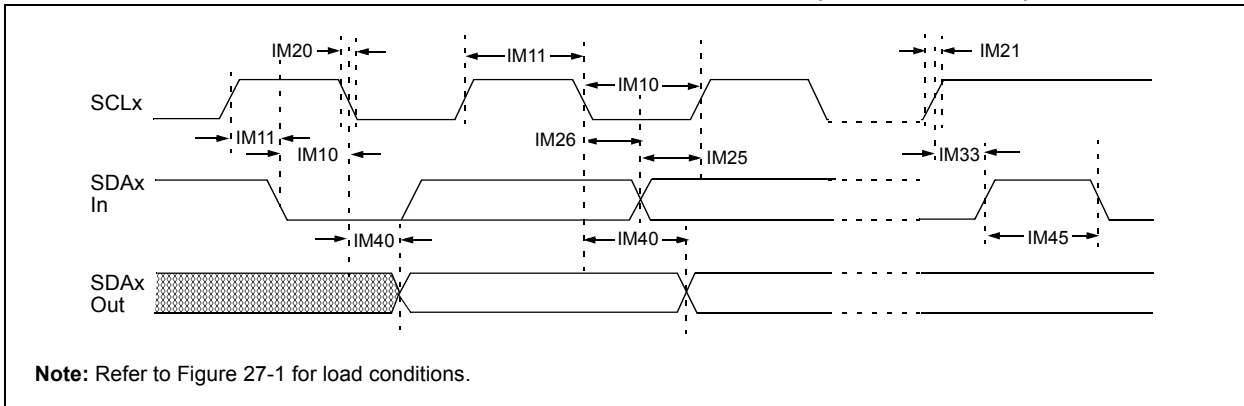 IM20
IM11
IM21
IM10
SCLx
IM11
IM26
IM10
IM25
IM33
SDAx
In
IM40
IM40
IM45
SDAx
Out
Note: Refer to Figure 27-1 for load conditions.